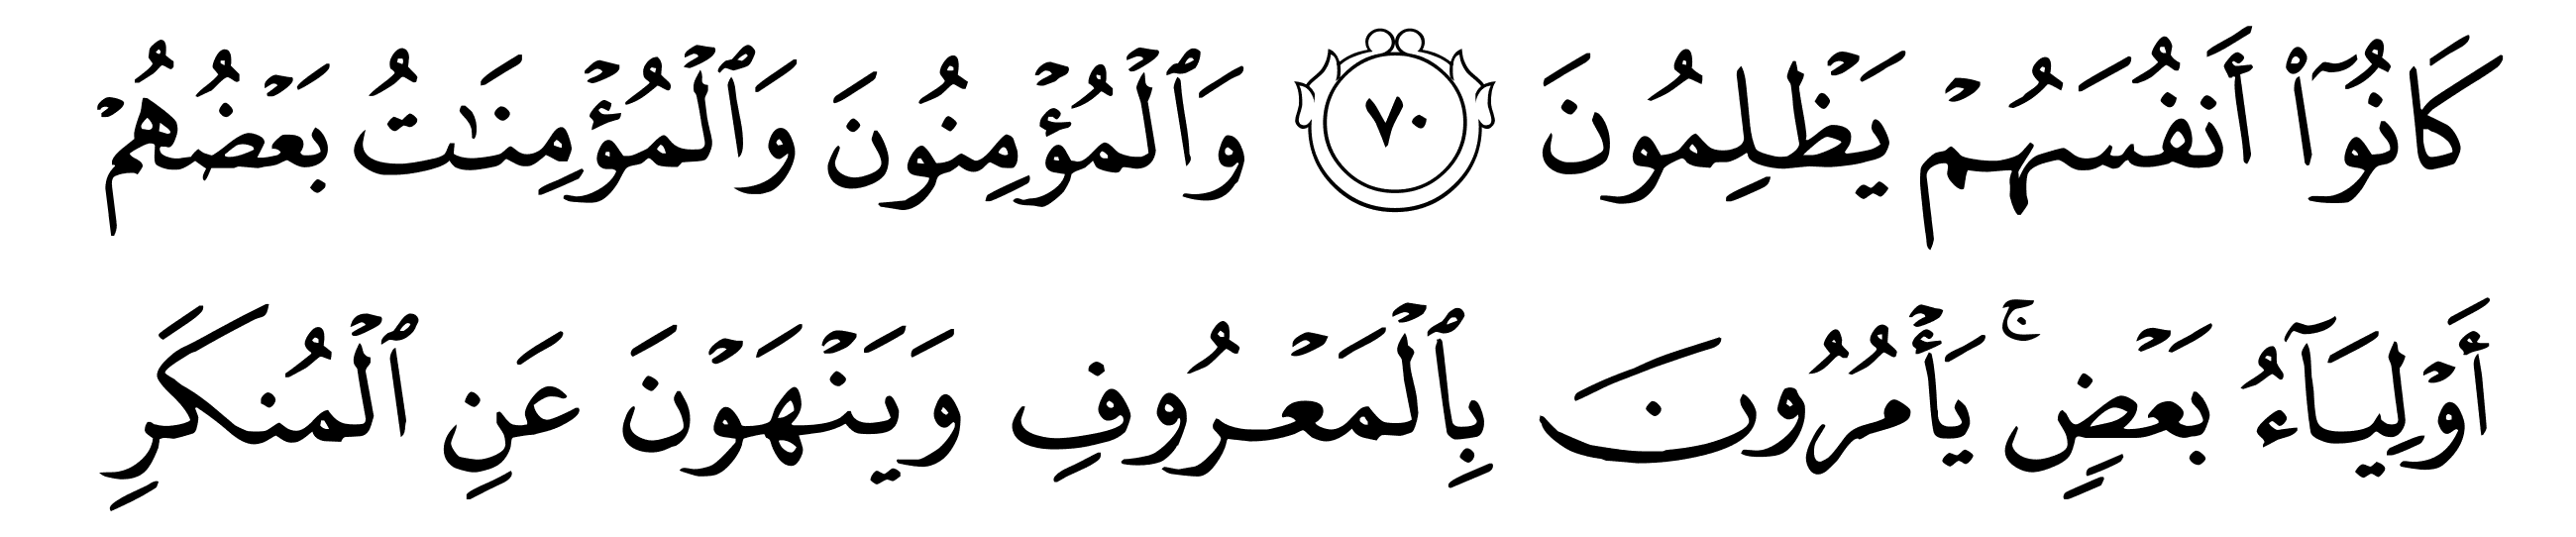 كَانُوٓا۟ أَنفُسَهُمْ يَظْلِمُونَ ٧٠ وَٱلْمُؤْمِنُونَ وَٱلْمُؤْمِنَـٰتُ بَعْضُهُمْ
أَوْلِيَآءُ بَعْضٍۢ ۚ يَأْمُرُونَ بِٱلْمَعْرُوفِ وَيَنْهَوْنَ عَنِ ٱلْمُنكَرِ